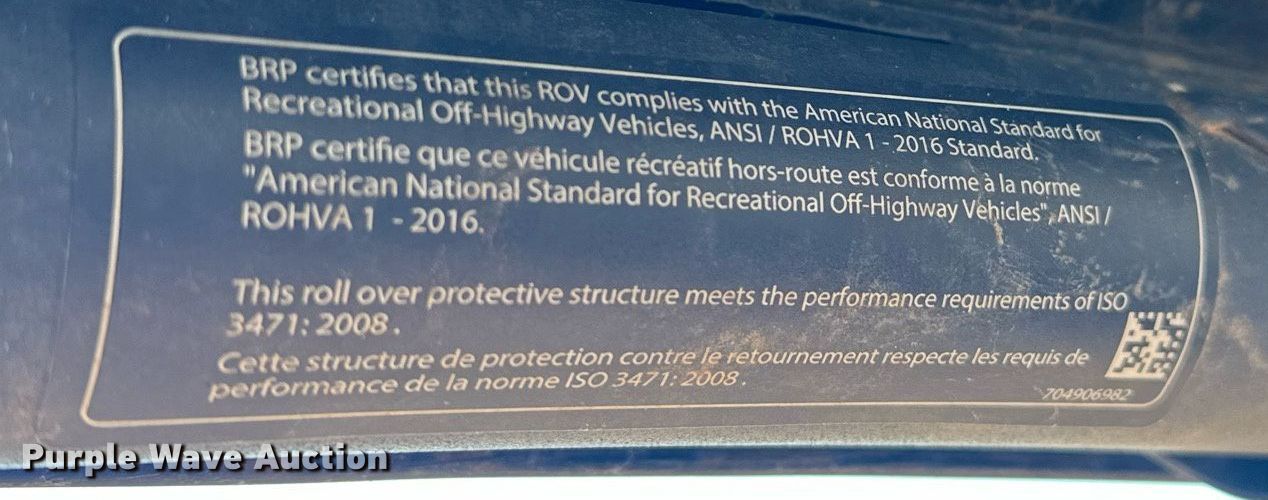 BRP certifies that this ROV complies with the American National Standard for
Recreational Off-Highway Vehicles, ANSI / ROHVA 1 - 2016 Standard.
BRP certifie que ce véhicule récréatif hors-route est conforme à la norme
"American National Standard for Recreational Off-Highway Vehicles", ANSI /
ROHVA 1 - 2016.
This roll over protective structure meets the performance requirements of ISO
3471: 2008.
Cette structure de protection contre le retournement respecte les requis de
performance de la norme ISO 3471: 2008.
704906982
Purple Wave Auction